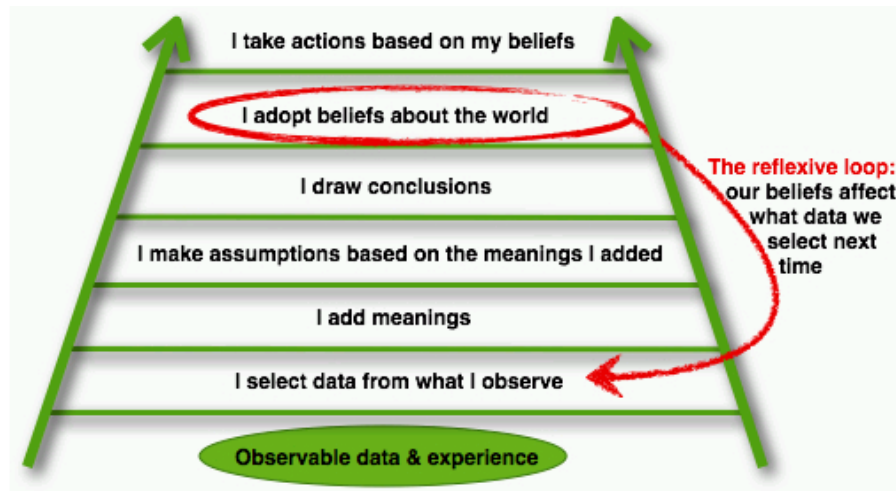 I take actions based on my beliefs
I adopt beliefs about the world
I draw conclusions
I make assumptions based on the meanings I added
I add meanings
I select data from what I observe
Observable data & experience
The reflexive loop:
our beliefs affect
what data we
select next
time